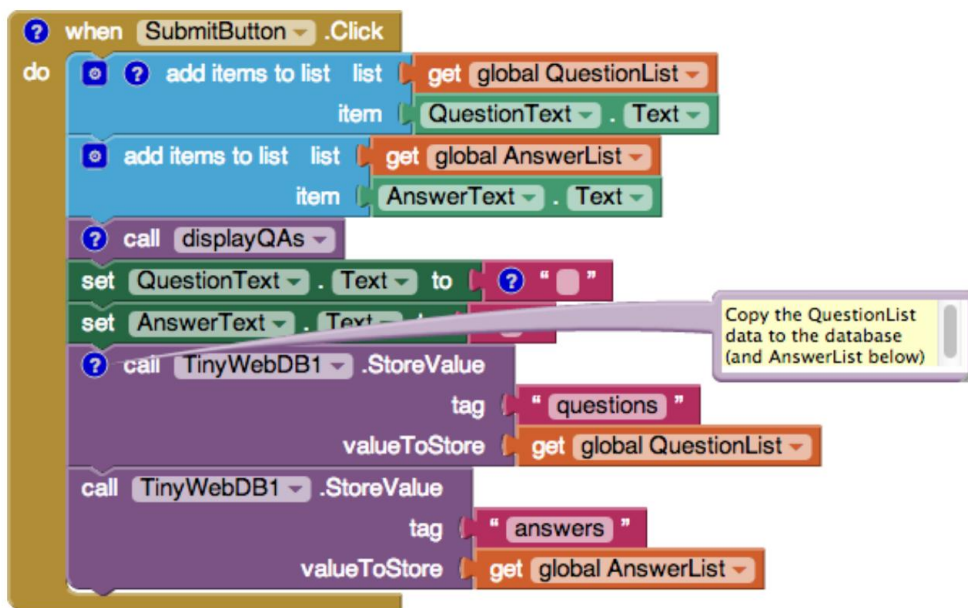 ? when SubmitButton .Click
do ? add items to list list get global QuestionList
item QuestionText . Text
add items to list list get global AnswerList
item AnswerText . Text
? call displayQAs
set QuestionText . Text to ? " "
set AnswerText . Text
Copy the QuestionList
data to the database
(and AnswerList below)
? call TinyWebDB1 .StoreValue
tag " questions "
valueToStore get global QuestionList
call TinyWebDB1 .StoreValue
tag " answers "
valueToStore get global AnswerList